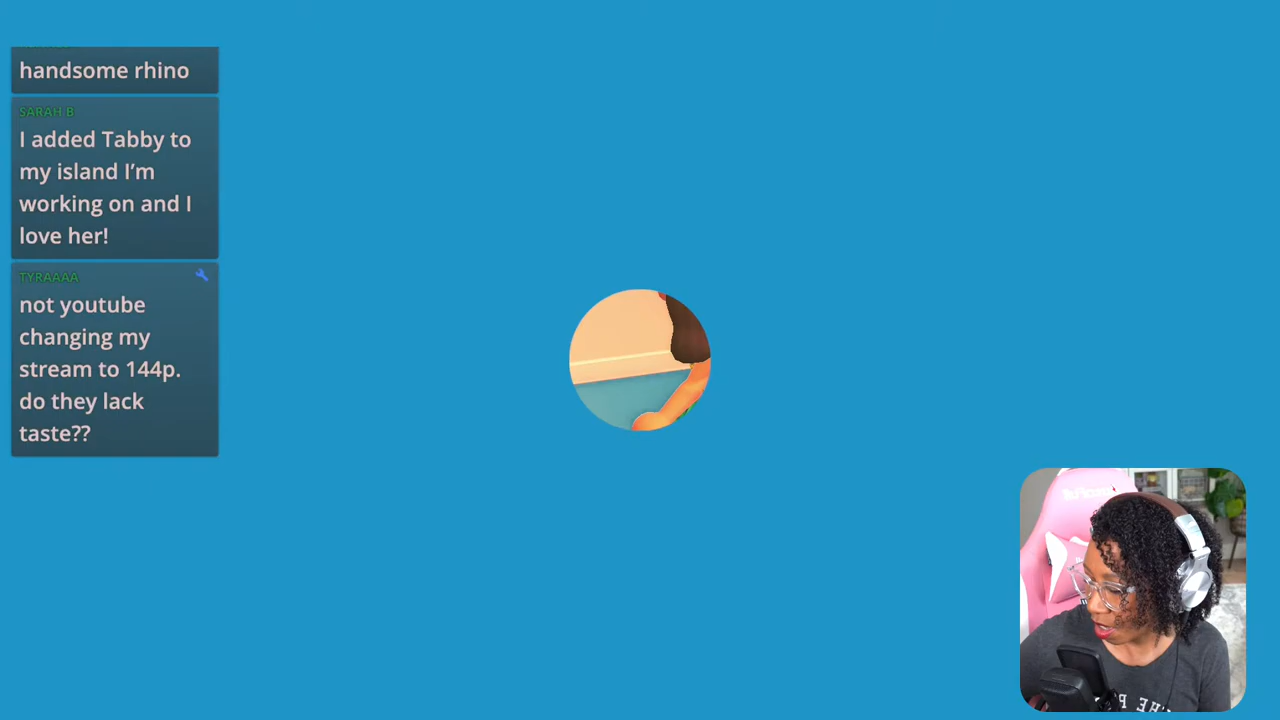 handsome rhino
SARAH B
I added Tabby to
my island I’m
working on and I
love her!
TYRAAAA
not youtube
changing my
stream to 144p.
do they lack
taste??